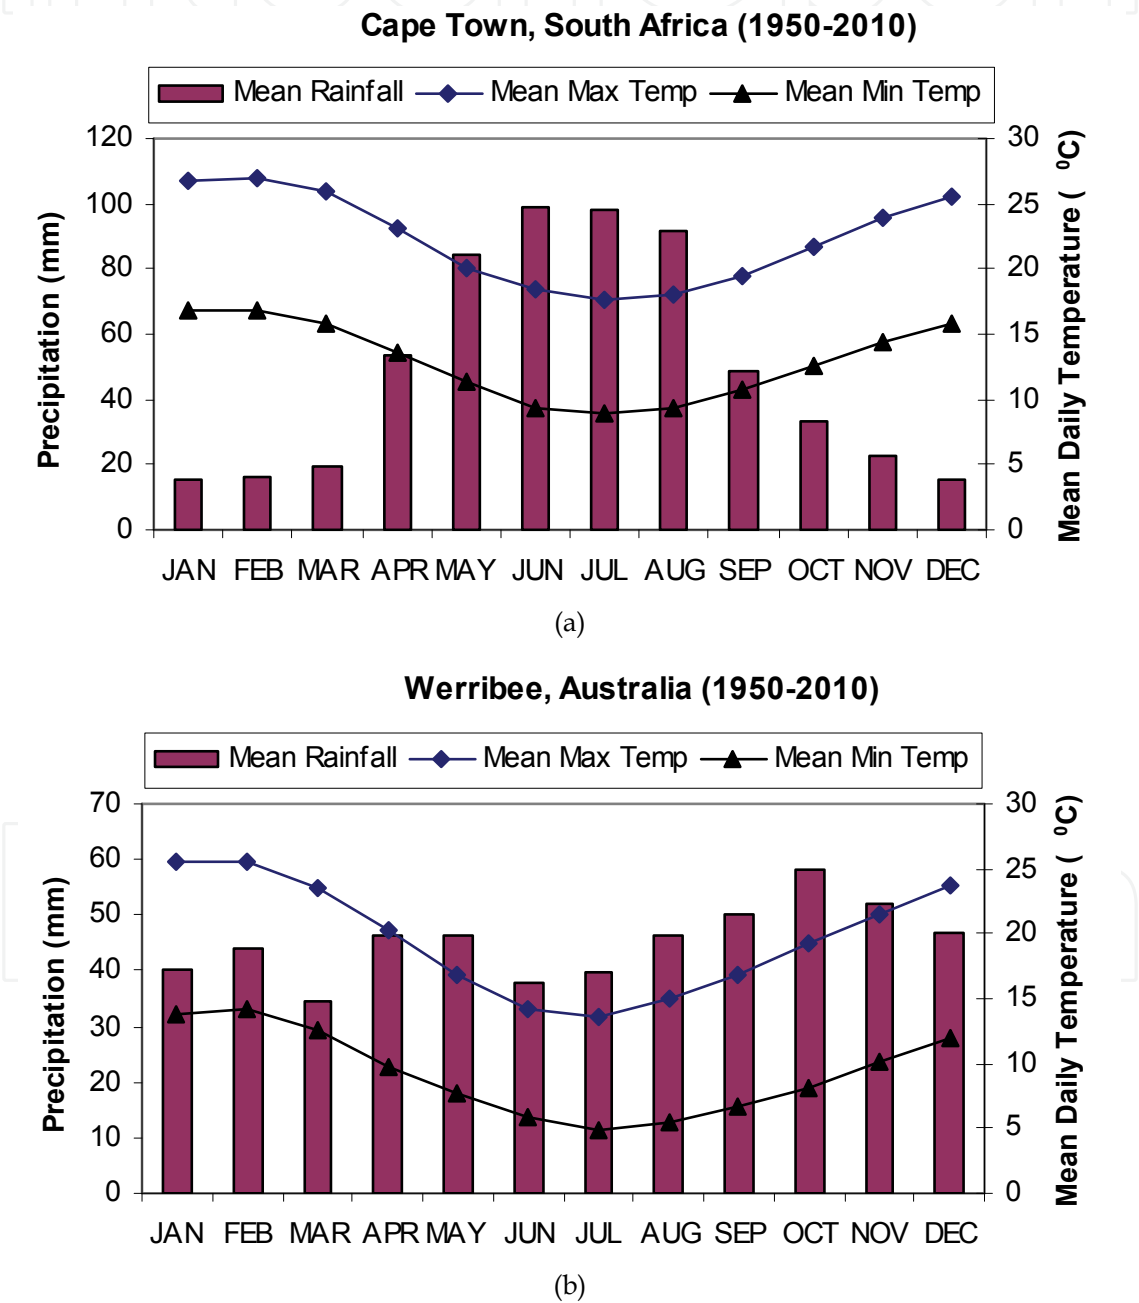 Cape Town, South Africa (1950-2010)
Mean Rainfall Mean Max Temp Mean Min Temp
120 30
100 25
80 20
60 15
40 10
20 5
0 0
Precipitation (mm)
Mean Daily Temperature ( ⁰C)
JAN FEB MAR APR MAY JUN JUL AUG SEP OCT NOV DEC
(a)
Werribee, Australia (1950-2010)
Mean Rainfall Mean Max Temp Mean Min Temp
70 30
60 25
50 20
40 15
30 10
20 5
10 0
0
Precipitation (mm)
Mean Daily Temperature ( ⁰C)
JAN FEB MAR APR MAY JUN JUL AUG SEP OCT NOV DEC
(b)